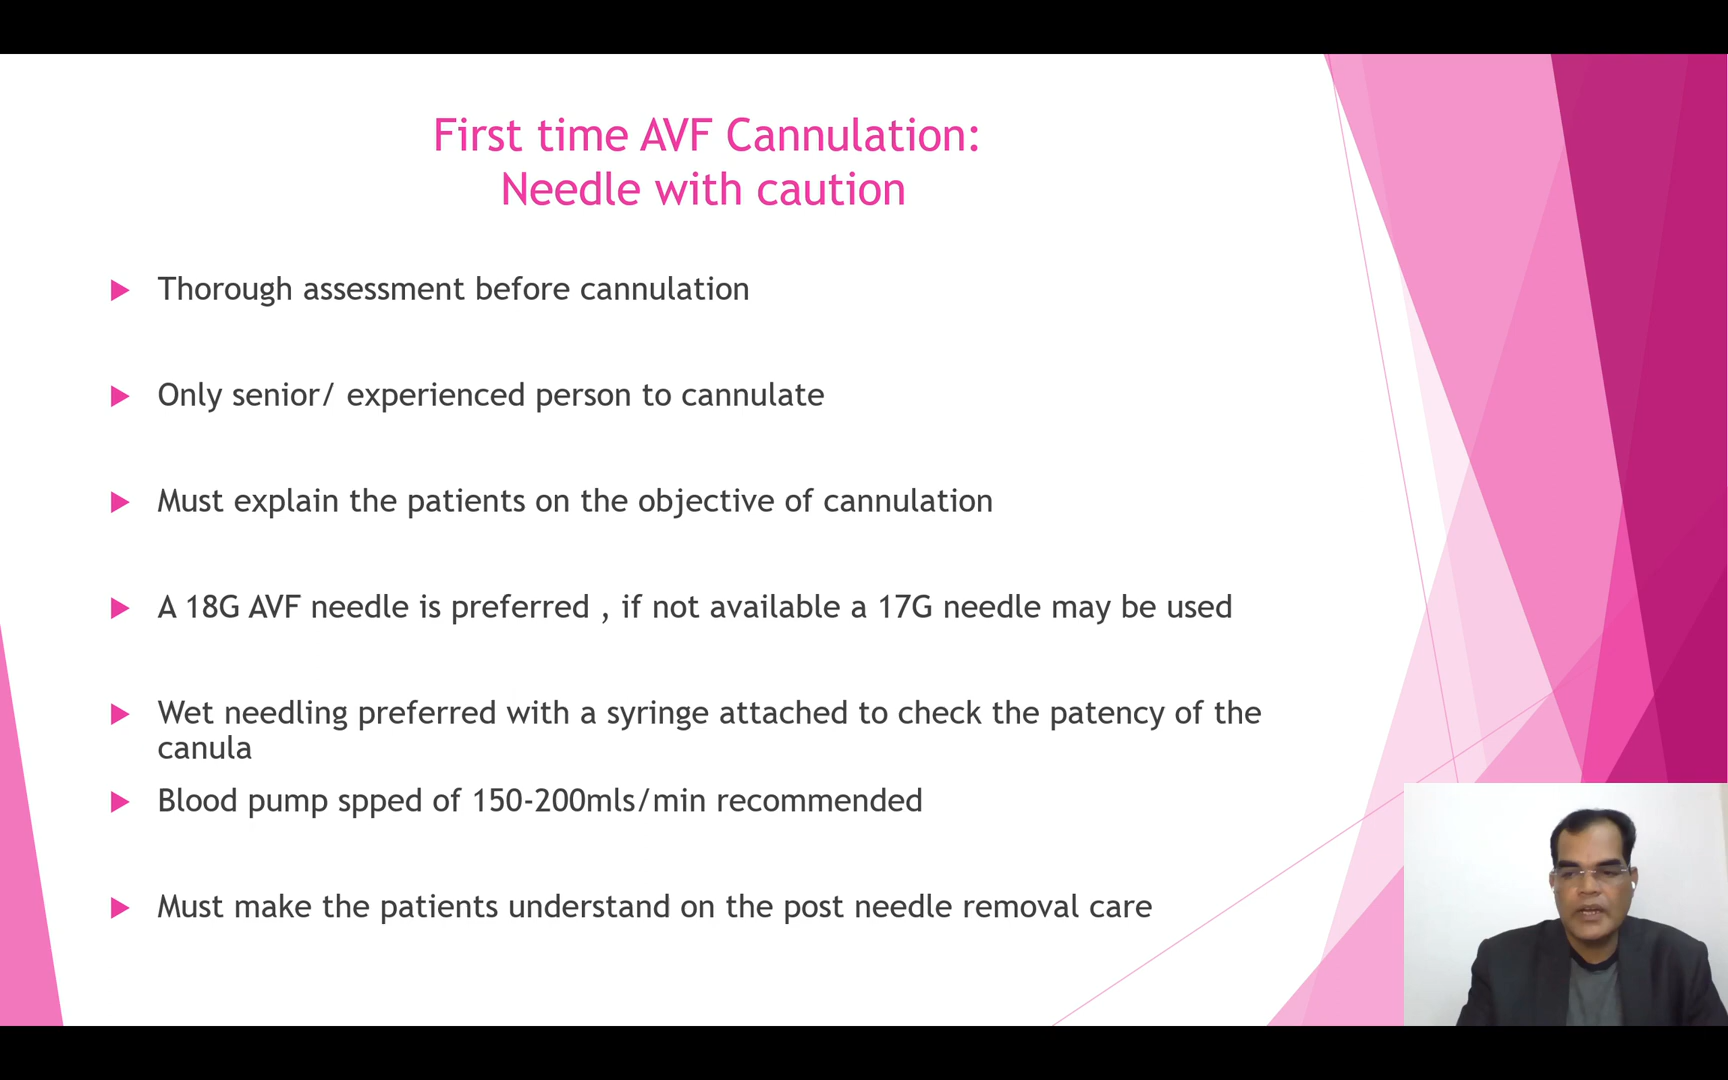 First time AVF Cannulation:
Needle with caution
Thorough assessment before cannulation
Only senior/ experienced person to cannulate
Must explain the patients on the objective of cannulation
A 18G AVF needle is preferred , if not available a 17G needle may be used
Wet needling preferred with a syringe attached to check the patency of the
canula
Blood pump spped of 150-200mls/min recommended
Must make the patients understand on the post needle removal care